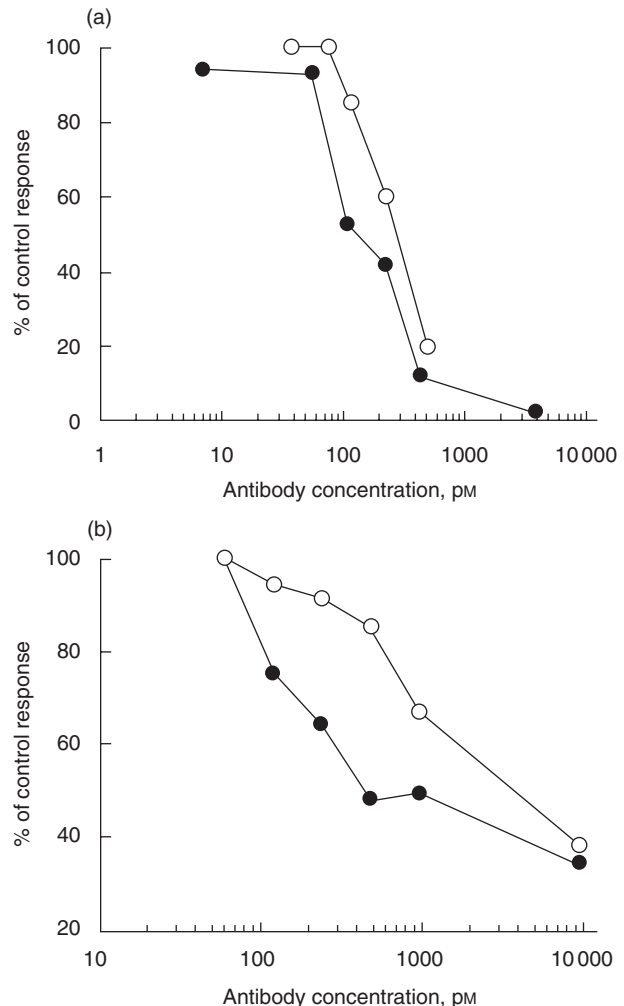 (a)
100
80
60
40
20
0
% of control response
1 10 100 1000 10 000
Antibody concentration, pM
(b)
100
80
60
40
20
% of control response
10 100 1000 10 000
Antibody concentration, pM